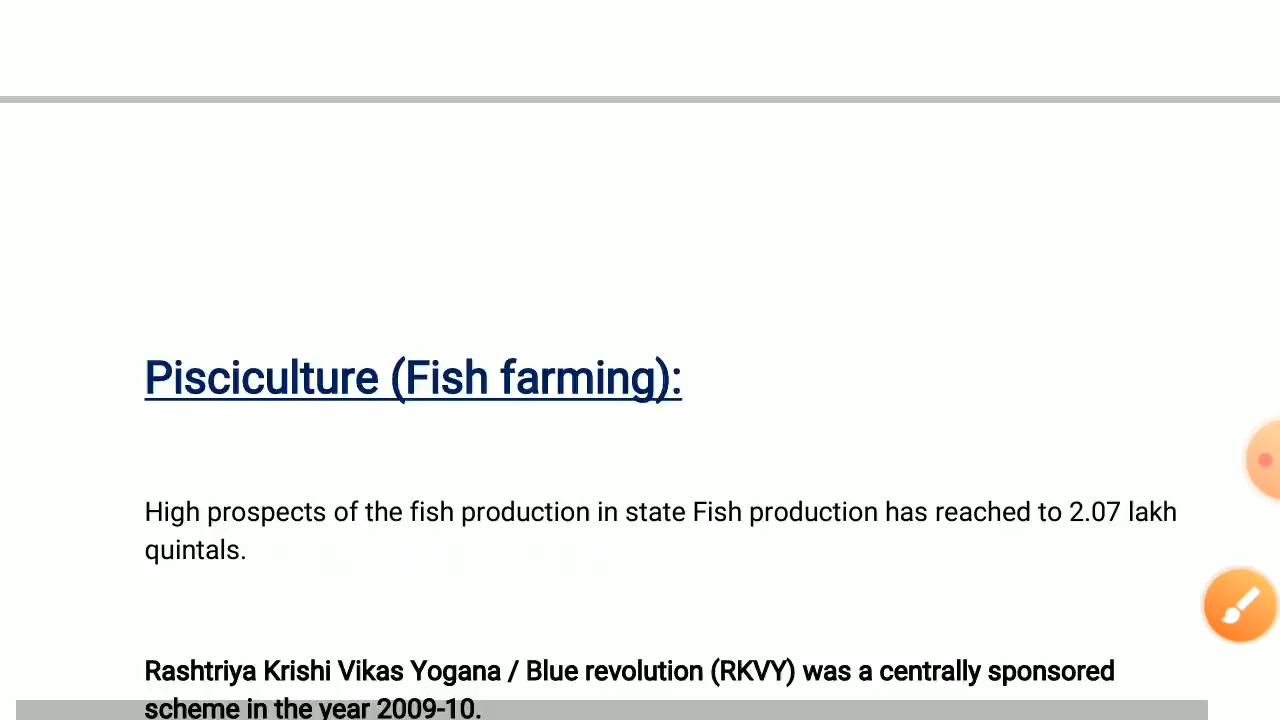 Pisciculture (Fish farming):
High prospects of the fish production in state Fish production has reached to 2.07 lakh
quintals.
Rashtriya Krishi Vikas Yogana / Blue revolution (RKVY) was a centrally sponsored
scheme in the year 2009-10.